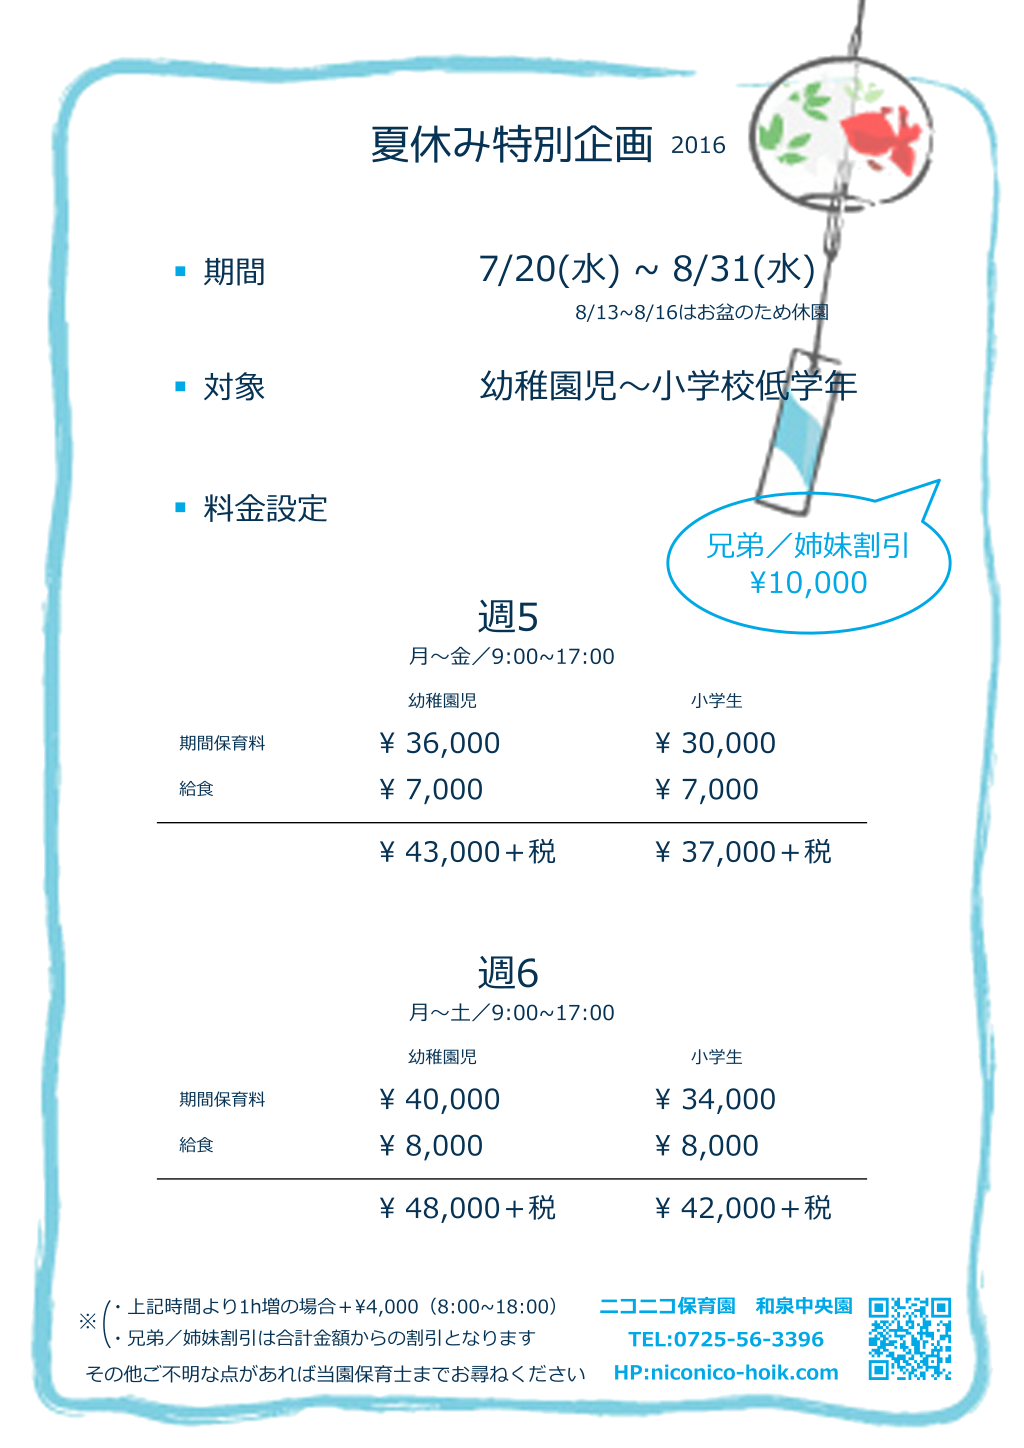 夏休み特別企画 2016
▪ 期間 7/20(水) ~ 8/31(水)
8/13~8/16はお盆のため休園
▪ 対象 幼稚園児～小学校低学年
▪ 料金設定
兄弟／姉妹割引
¥10,000
週5
月～金／9:00~17:00
幼稚園児 小学生
期間保育料 ¥ 36,000 ¥ 30,000
給食 ¥ 7,000 ¥ 7,000
¥ 43,000＋税 ¥ 37,000＋税
週6
月～土／9:00~17:00
幼稚園児 小学生
期間保育料 ¥ 40,000 ¥ 34,000
給食 ¥ 8,000 ¥ 8,000
¥ 48,000＋税 ¥ 42,000＋税
※(・上記時間より1h増の場合＋¥4,000（8:00~18:00）
・兄弟／姉妹割引は合計金額からの割引となります
その他ご不明な点があれば当園保育士までお尋ねください
ニコニコ保育園 和泉中央園
TEL:0725-56-3396
HP:niconico-hoik.com